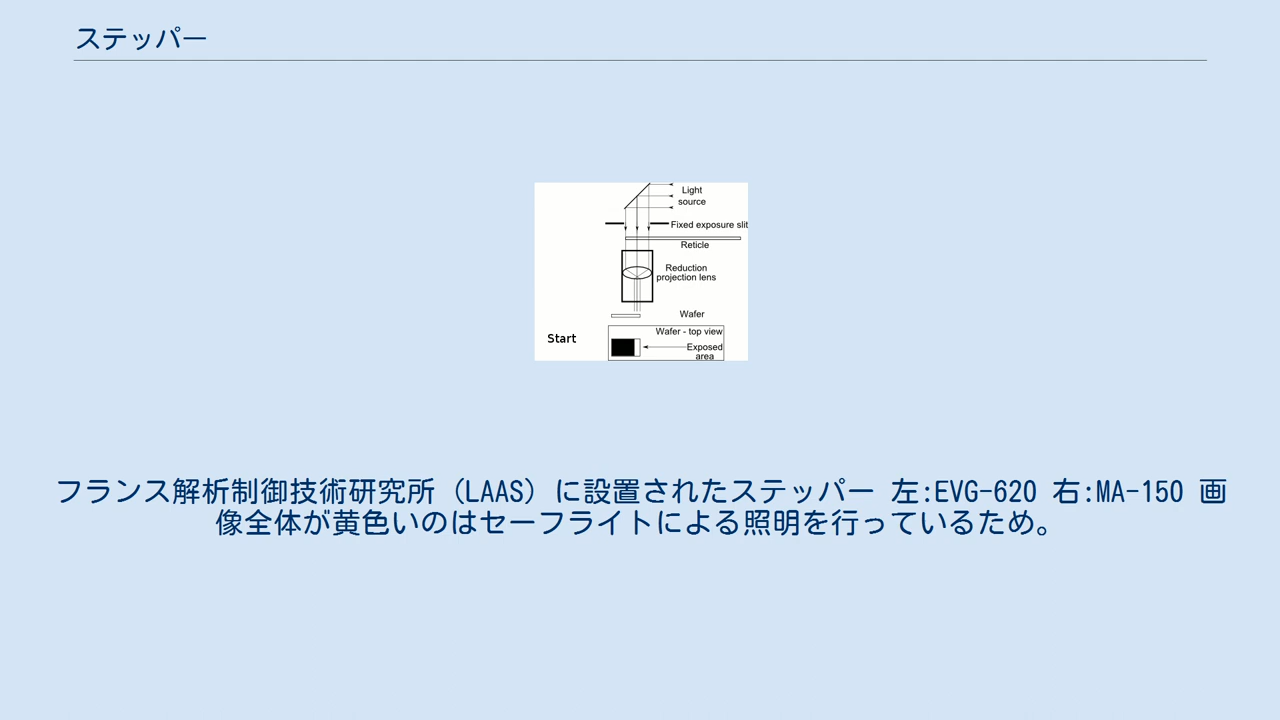 ステッパー
Light
source
Fixed exposure slit
Reticle
Reduction
projection lens
Wafer
Wafer - top view
Start
Exposed
area
フランス解析制御技術研究所（LAAS）に設置されたステッパー 左:EVG-620 右:MA-150 画
像全体が黄色いのはセーフライトによる照明を行っているため。